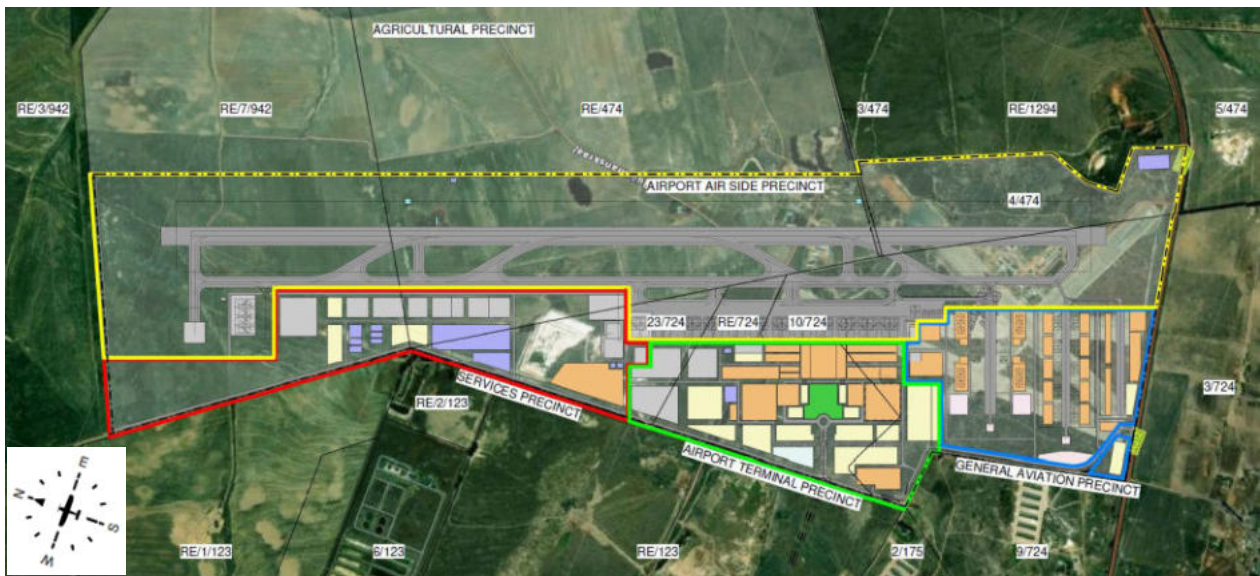 AGRICULTURAL PRECINCT
RE/3/942
RE/7/942
RE/474
3/474
RE/1294
5/474
AIRPORT AIR SIDE PRECINCT
4/474
23/724
RE/724
10/724
3/724
SERVICES PRECINCT
RE/2/123
AIRPORT TERMINAL PRECINCT
GENERAL AVIATION PRECINCT
E
N
S
W
RE/1/123
6/123
RE/123
2/175
9/724